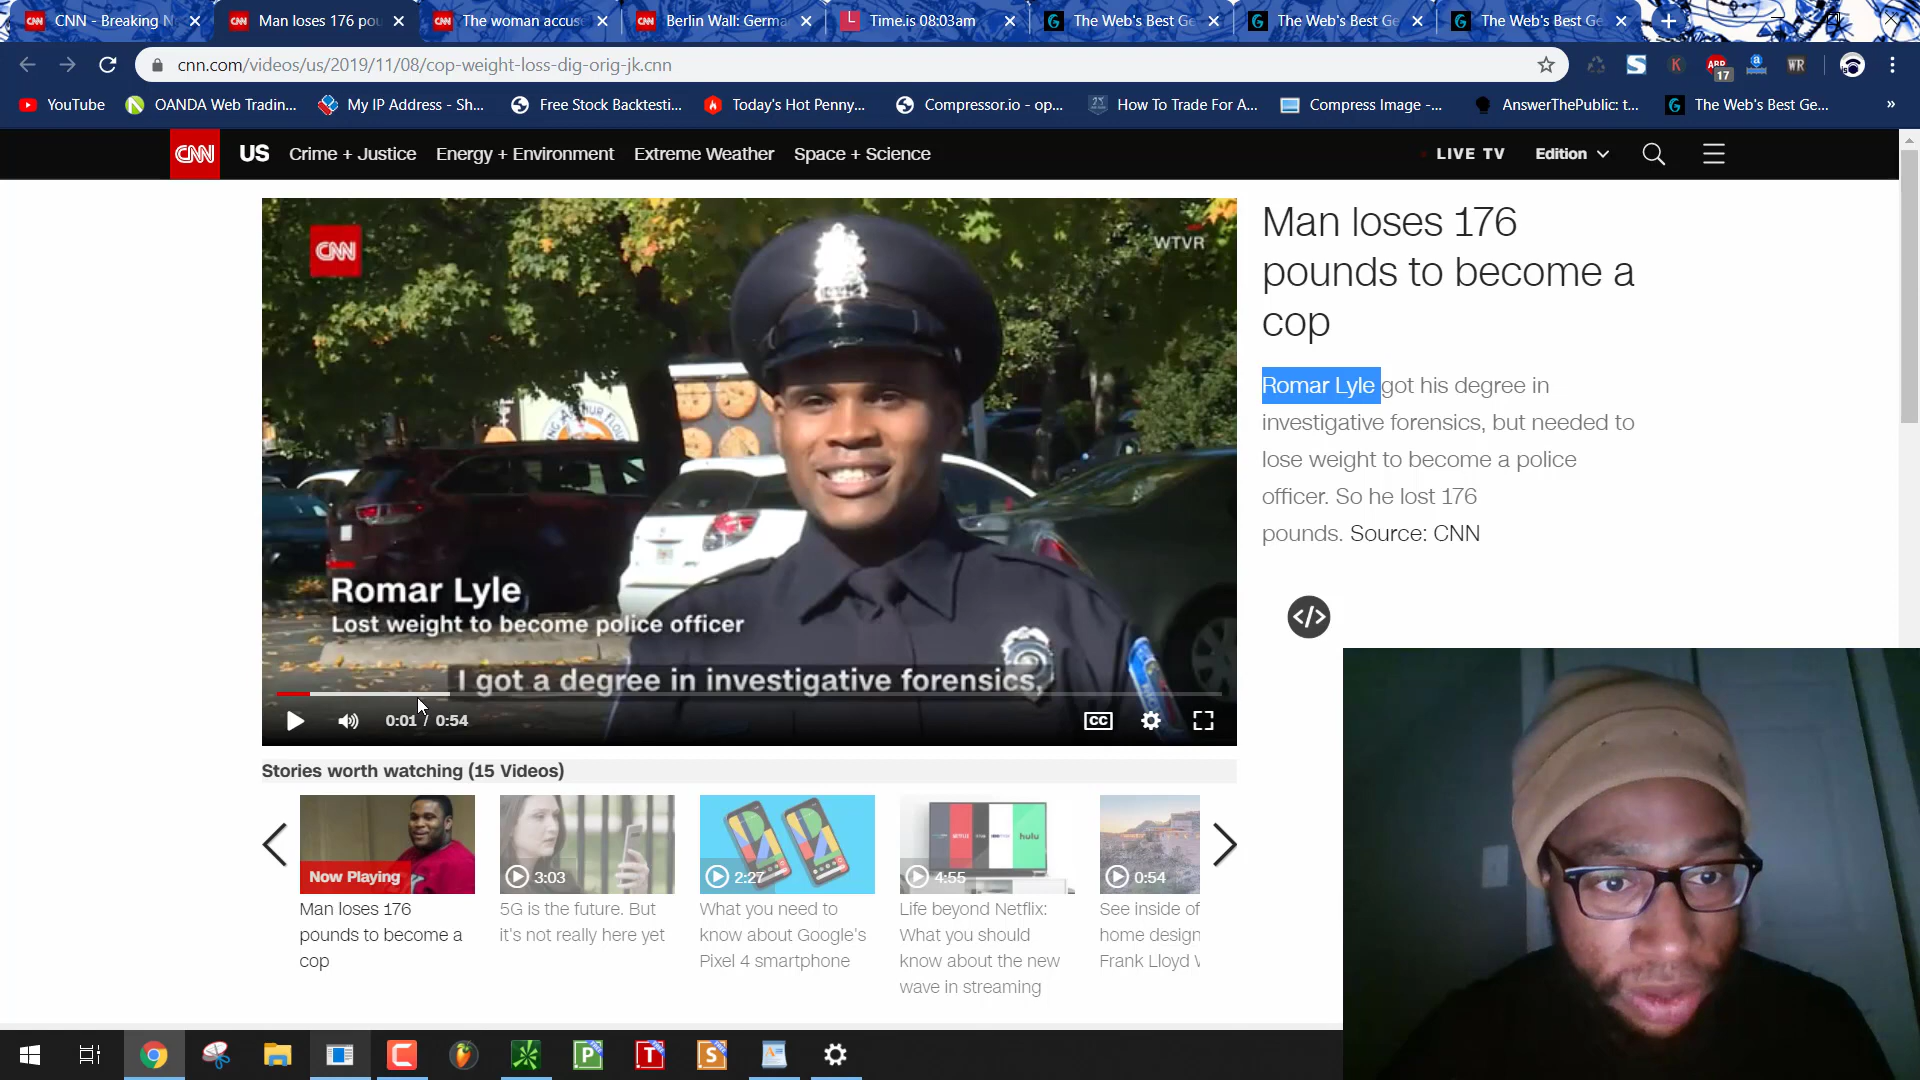 CNN - Breaking N
Man loses 176 pou
The woman accuse
Berlin Wall: Germa
Time.is 08:03am
The Web's Best Ge
The Web's Best Ge
The Web's Best Ge
cnn.com/videos/us/2019/11/08/cop-weight-loss-dig-orig-jk.cnn
ABP
17
WR
YouTube
OANDA Web Tradin...
My IP Address - Sh...
Free Stock Backtesti...
Today's Hot Penny...
Compressor.io - op...
How To Trade For A...
Compress Image -...
AnswerThePublic: t...
The Web's Best Ge...
»
CNN
US
Crime + Justice
Energy + Environment
Extreme Weather
Space + Science
LIVE TV
Edition
CNN
WTVR
Romar Lyle
Lost weight to become police officer
I got a degree in investigative forensics,
0:01 / 0:54
CC
Man loses 176
pounds to become a
cop
Romar Lyle got his degree in
investigative forensics, but needed to
lose weight to become a police
officer. So he lost 176
pounds. Source: CNN
</>
Stories worth watching (15 Videos)
Now Playing
3:03
2:27
4:55
0:54
Man loses 176
pounds to become a
cop
5G is the future. But
it's not really here yet
What you need to
know about Google's
Pixel 4 smartphone
Life beyond Netflix:
What you should
know about the new
wave in streaming
See inside of
home design
Frank Lloyd